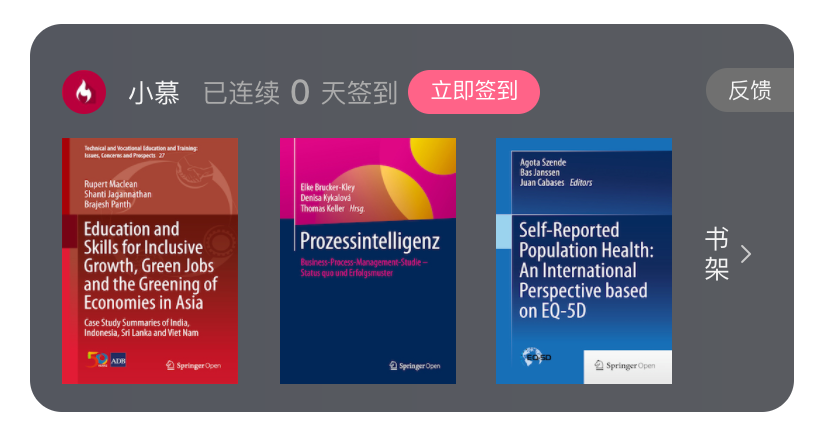 小慕 已连续 0 天签到 立即签到 反馈
Technical and Vocational Education and Training:
Issues, Concerns and Prospects 27
Rupert Maclean
Shanti Jagannathan
Brajesh Panth
Education and
Skills for Inclusive
Growth, Green Jobs
and the Greening of
Economies in Asia
Case Study Summaries of India,
Indonesia, Sri Lanka and Viet Nam
50 ADB
Springer Open
Elke Brucker-Kley
Denisa Kykalová
Thomas Keller Hrsg.
Prozessintelligenz
Business-Process-Management-Studie –
Status quo und Erfolgsmuster
Springer Open
Agota Szende
Bas Janssen
Juan Cabases Editors
Self-Reported
Population Health:
An International
Perspective based
on EQ-5D
EQ-5D
Springer Open
书
架